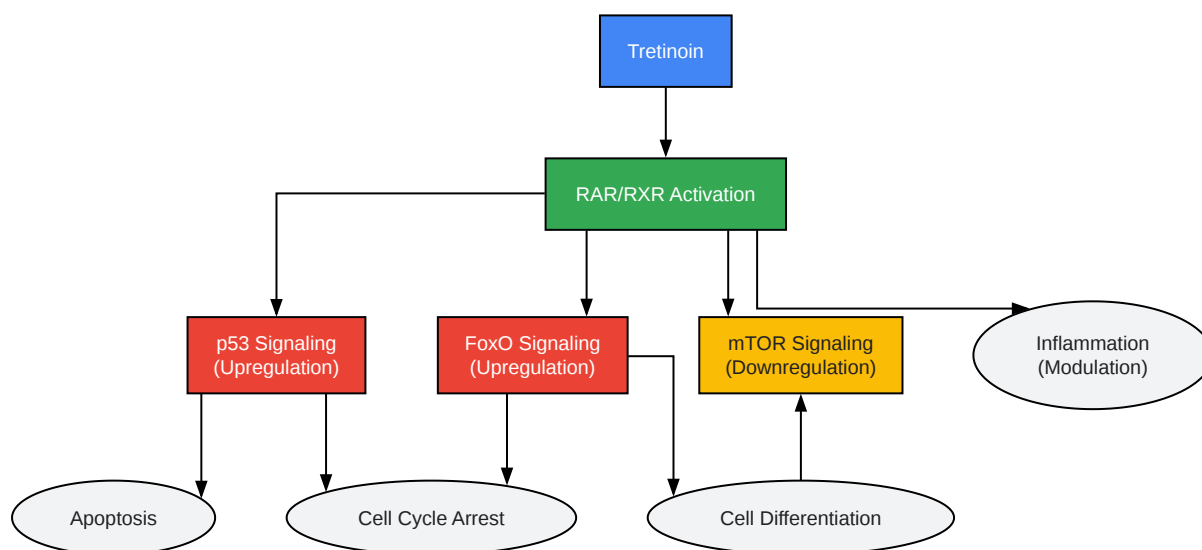 Tretinoin
RAR/RXR Activation
p53 Signaling
(Upregulation)
FoxO Signaling
(Upregulation)
mTOR Signaling
(Downregulation)
Inflammation
(Modulation)
Apoptosis
Cell Cycle Arrest
Cell Differentiation